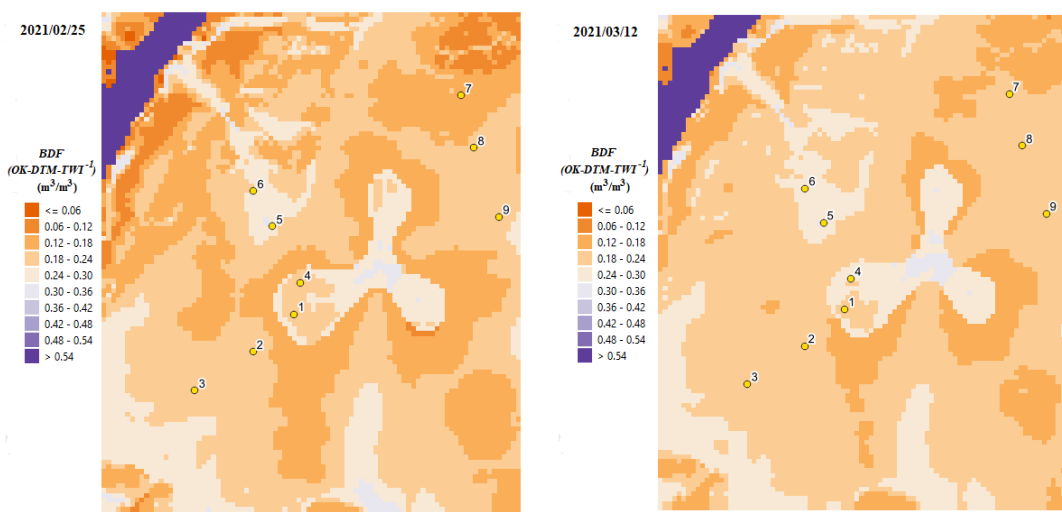 2021/02/25
BDF
(OK-DTM-TWI⁻¹)
(m³/m³)
<= 0.06
0.06 - 0.12
0.12 - 0.18
0.18 - 0.24
0.24 - 0.30
0.30 - 0.36
0.36 - 0.42
0.42 - 0.48
0.48 - 0.54
> 0.54
7
8
6
9
5
4
1
2
3
2021/03/12
BDF
(OK-DTM-TWI⁻¹)
(m³/m³)
<= 0.06
0.06 - 0.12
0.12 - 0.18
0.18 - 0.24
0.24 - 0.30
0.30 - 0.36
0.36 - 0.42
0.42 - 0.48
0.48 - 0.54
> 0.54
7
8
6
9
5
4
1
2
3